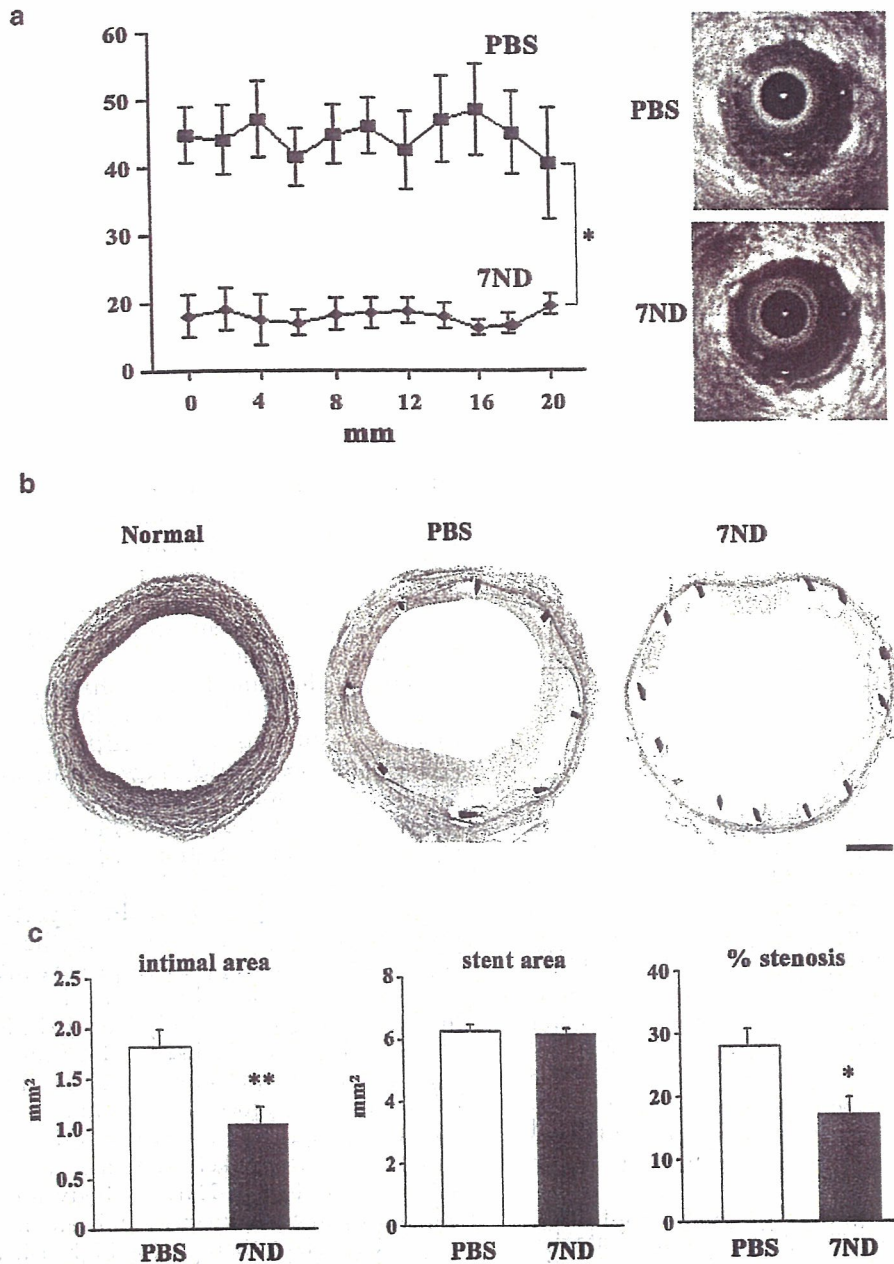 a
60
50
40
30
20
10
0
0 4 8 12 16 20
mm
PBS
7ND
*
PBS
7ND
b
Normal PBS 7ND
c
intimal area
2.5
2.0
1.5
1.0
0.5
0
mm²
**
PBS 7ND
stent area
8
6
4
2
0
mm²
PBS 7ND
% stenosis
40
30
20
10
0
*
PBS 7ND